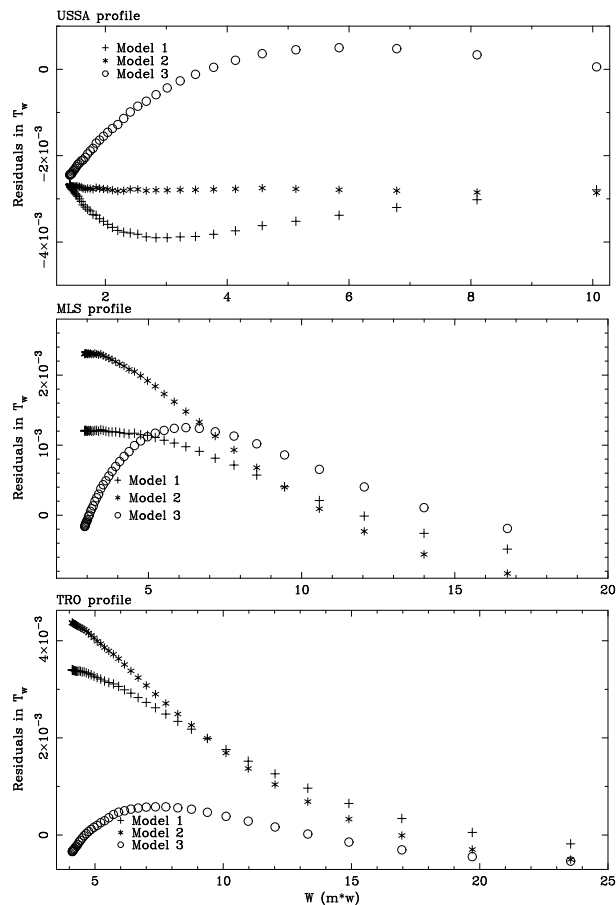 USSA profile
+ Model 1
* Model 2
○ Model 3
Residuals in T_w
0
−2×10⁻³
−4×10⁻³
2 4 6 8 10
MLS profile
Residuals in T_w
2×10⁻³
10⁻³
0
+ Model 1
* Model 2
○ Model 3
5 10 15 20
TRO profile
Residuals in T_w
4×10⁻³
2×10⁻³
0
+ Model 1
* Model 2
○ Model 3
5 10 15 20 25
W (m*w)